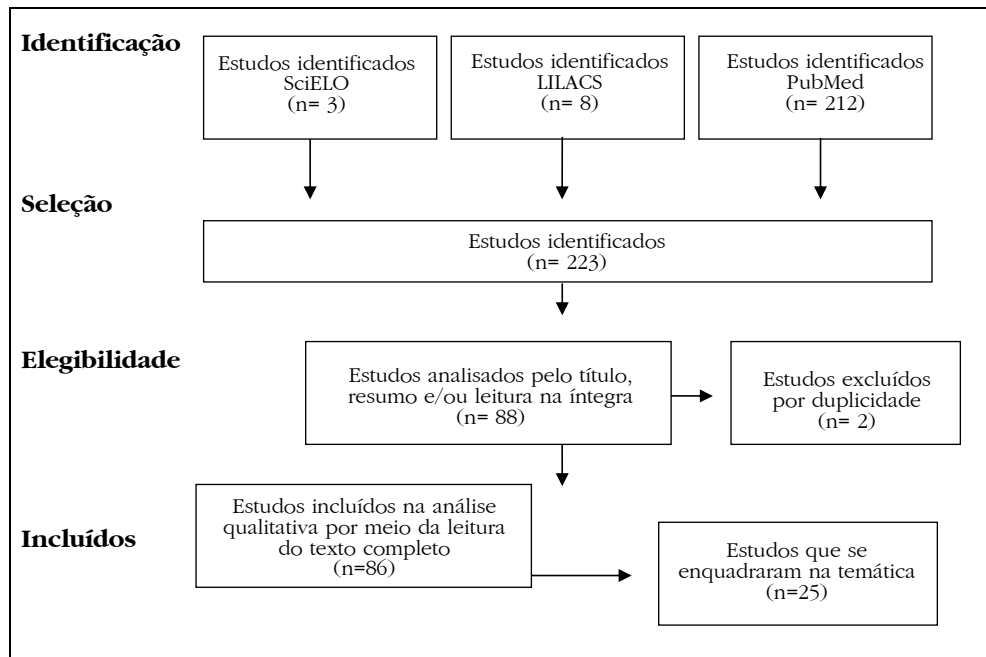 Identificação
Estudos identificados
SciELO
(n= 3)
Estudos identificados
LILACS
(n= 8)
Estudos identificados
PubMed
(n= 212)
Seleção
Estudos identificados
(n= 223)
Elegibilidade
Estudos analisados pelo título,
resumo e/ou leitura na íntegra
(n= 88)
Estudos excluídos
por duplicidade
(n= 2)
Incluídos
Estudos incluídos na análise
qualitativa por meio da leitura
do texto completo
(n=86)
Estudos que se
enquadraram na temática
(n=25)